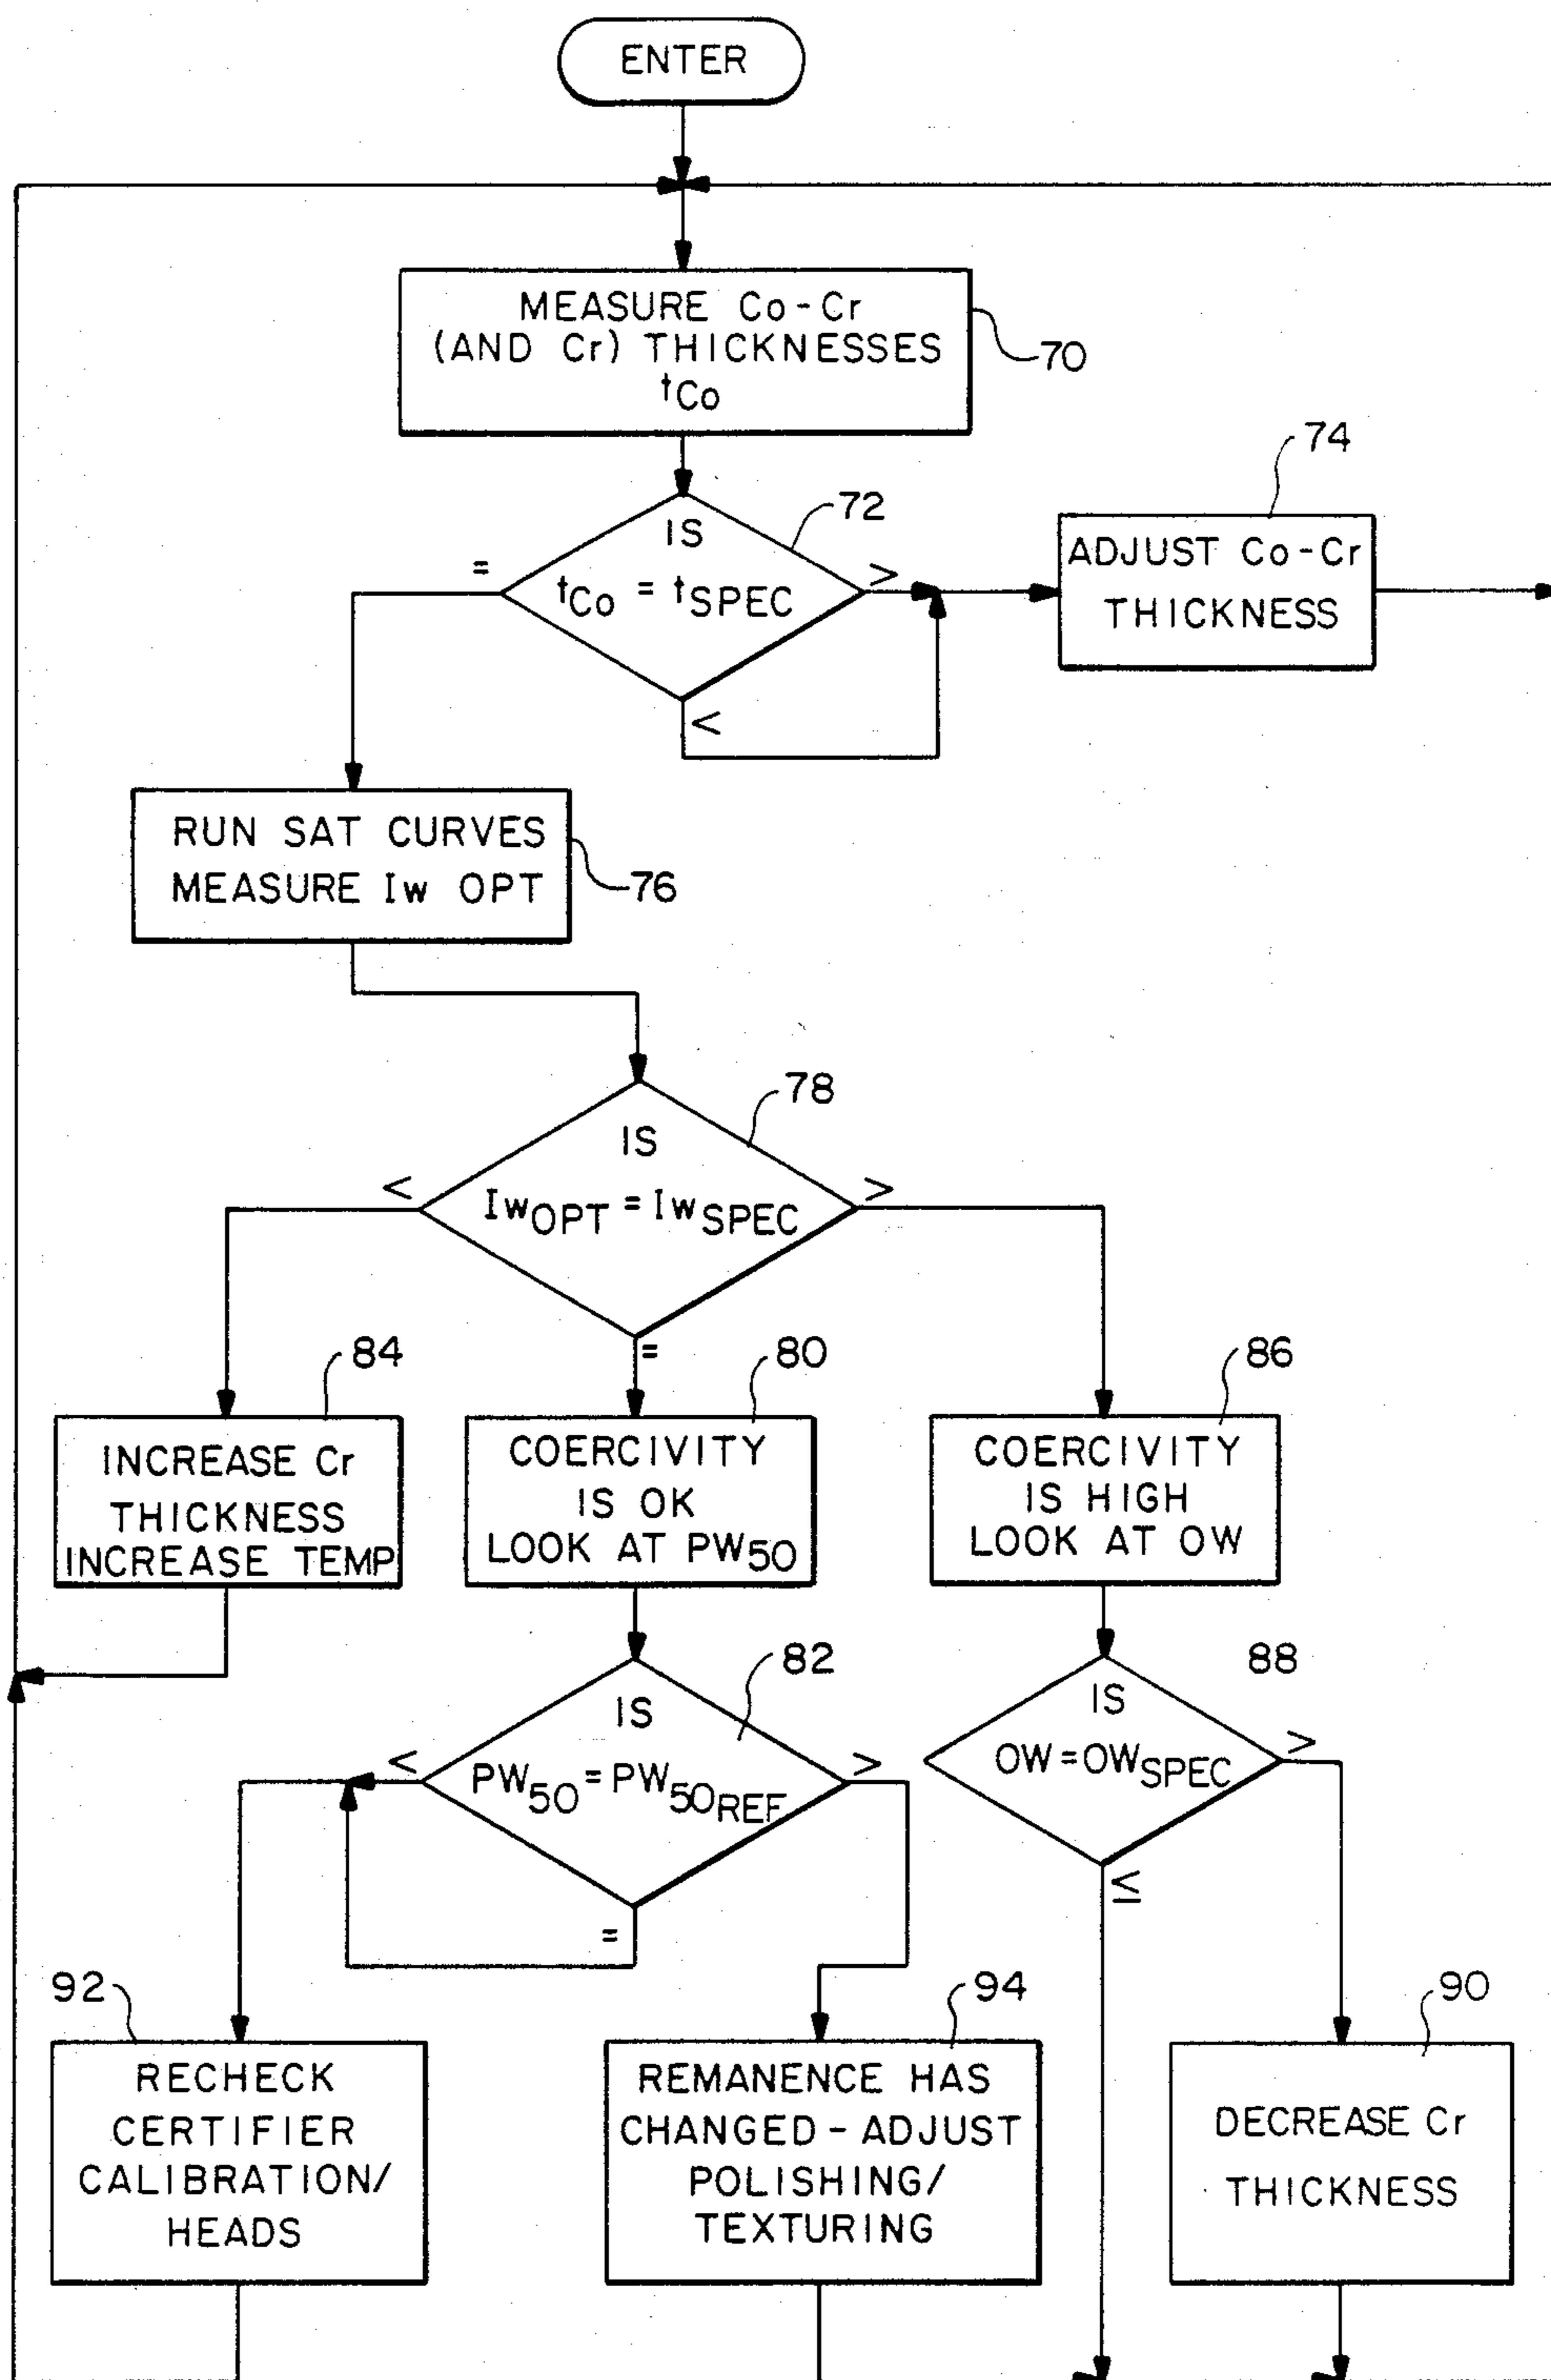 ENTER
MEASURE Co-Cr
(AND Cr) THICKNESSES
tCo
70
74
72
IS
=
tCo = tSPEC
>
<
ADJUST Co-Cr
THICKNESS
RUN SAT CURVES
MEASURE Iw OPT
76
78
IS
<
IwOPT = IwSPEC
>
=
84
80
86
INCREASE Cr
THICKNESS
INCREASE TEMP
COERCIVITY
IS OK
LOOK AT PW50
COERCIVITY
IS HIGH
LOOK AT OW
82
88
IS
<
PW50 = PW50REF
>
=
IS
OW = OWSPEC
>
≤
92
94
90
RECHECK
CERTIFIER
CALIBRATION/
HEADS
REMANENCE HAS
CHANGED - ADJUST
POLISHING/
TEXTURING
DECREASE Cr
THICKNESS